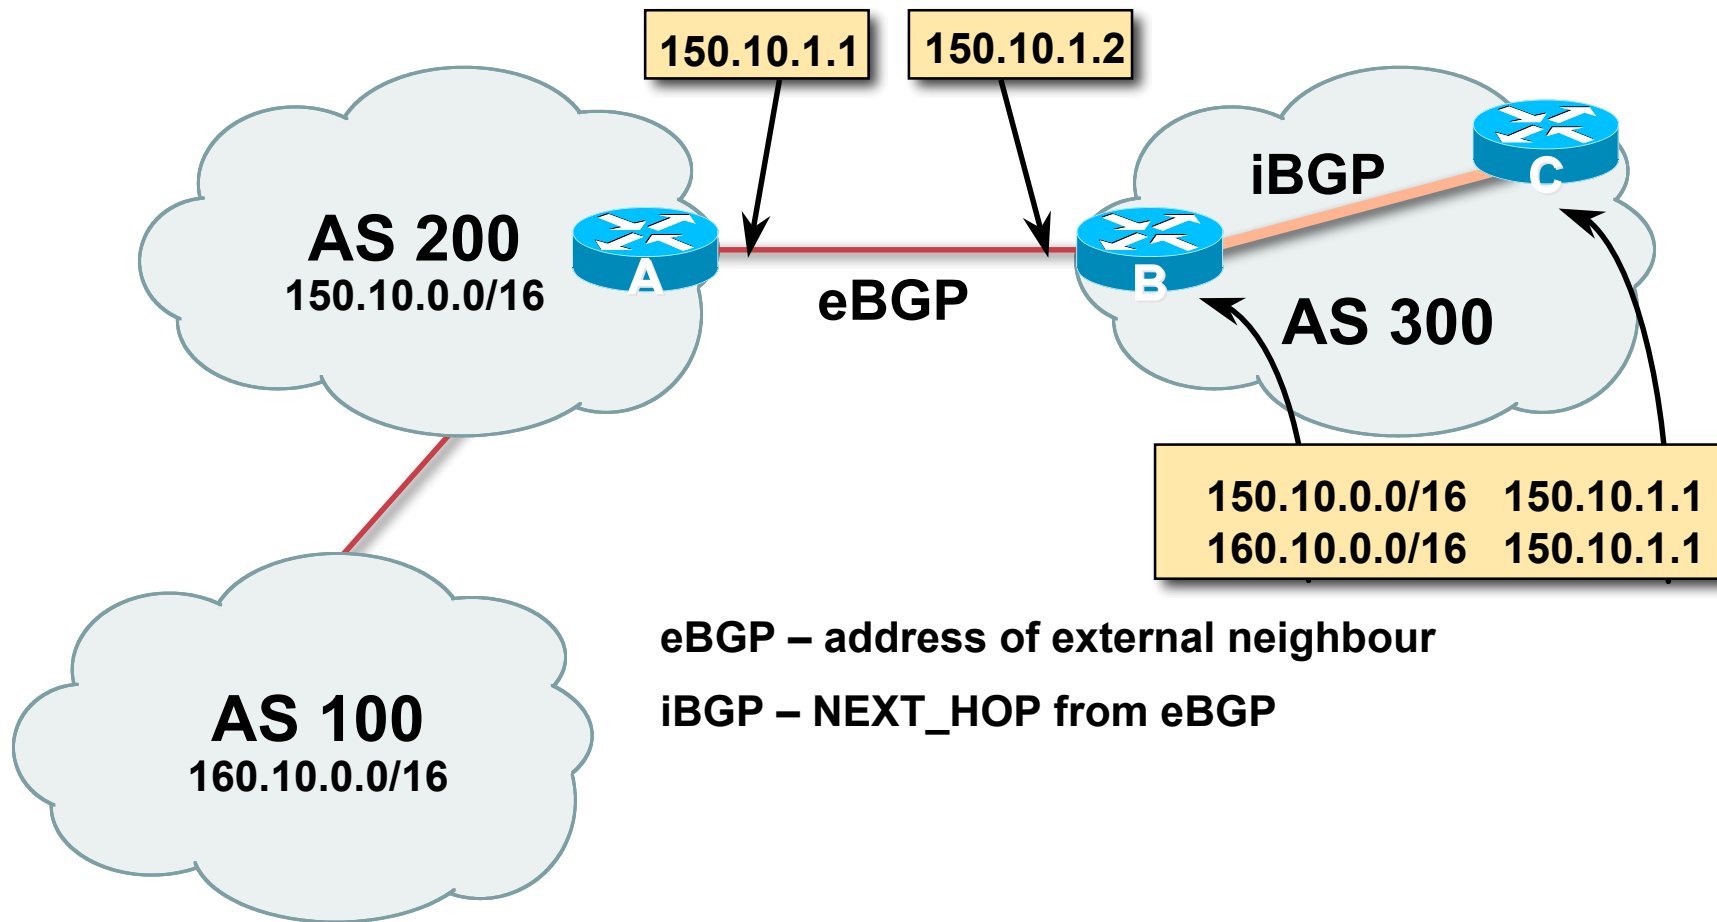 150.10.1.1
150.10.1.2
iBGP
C
AS 200
150.10.0.0/16
A
B
eBGP
AS 300
150.10.0.0/16 150.10.1.1
160.10.0.0/16 150.10.1.1
eBGP – address of external neighbour
iBGP – NEXT_HOP from eBGP
AS 100
160.10.0.0/16